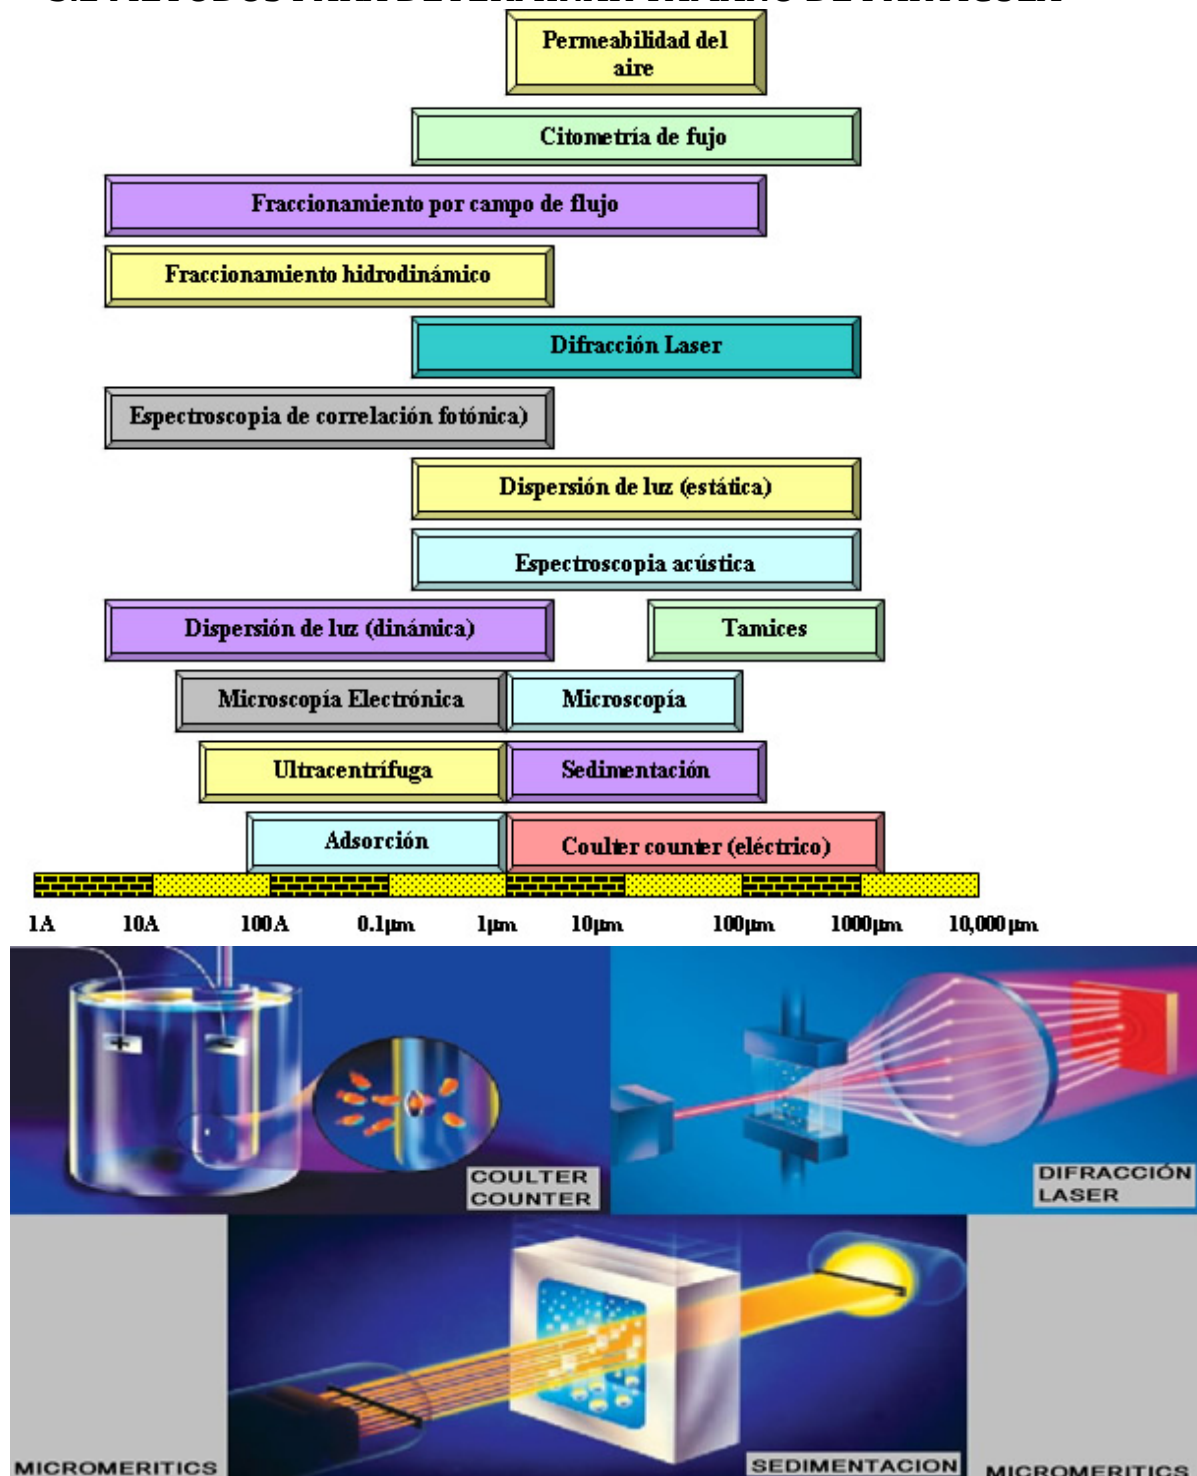 Permeabilidad del
aire
Citometría de fujo
Fraccionamiento por campo de flujo
Fraccionamiento hidrodinámico
Difracción Laser
Espectroscopia de correlación fotónica)
Dispersión de luz (estática)
Espectroscopia acústica
Dispersión de luz (dinámica)
Tamices
Microscopía Electrónica
Microscopía
Ultracentrífuga
Sedimentación
Adsorción
Coulter counter (eléctrico)
1A 10A 100A 0.1µm 1µm 10µm 100µm 1000µm 10,000µm
COULTER
COUNTER
DIFRACCIÓN
LASER
MICROMERITICS
SEDIMENTACION
MICROMERITICS